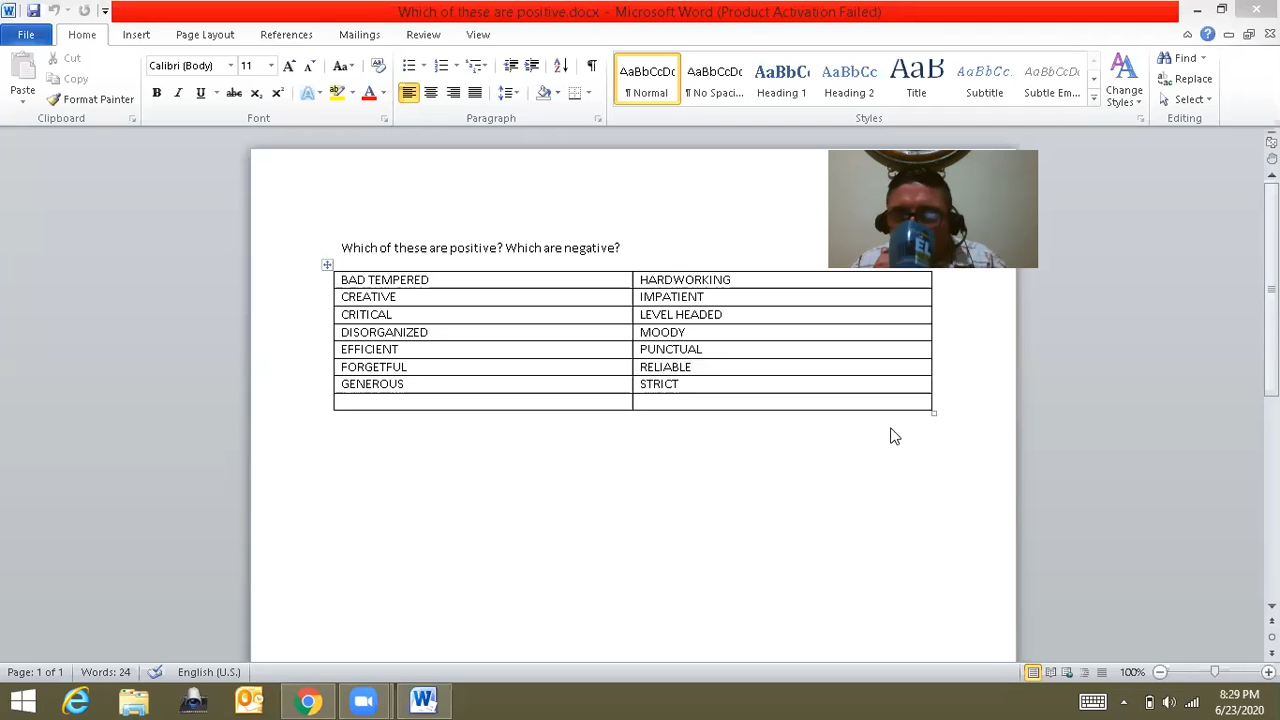 Which of these are positive.docx - Microsoft Word (Product Activation Failed)
File Home Insert Page Layout References Mailings Review View
Paste Cut Copy Format Painter
Calibri (Body) 11
AaBbCcDc AaBbCcDc AaBbC AaBbCc AaB AaBbCc. AaBbCcDc
¶ Normal ¶ No Spac... Heading 1 Heading 2 Title Subtitle Subtle Em...
Change Styles
Find Replace Select
Clipboard Font Paragraph Styles Editing
Which of these are positive? Which are negative?
BAD TEMPERED HARDWORKING
CREATIVE IMPATIENT
CRITICAL LEVEL HEADED
DISORGANIZED MOODY
EFFICIENT PUNCTUAL
FORGETFUL RELIABLE
GENEROUS STRICT
Page: 1 of 1 Words: 24 English (U.S.) 100%
8:29 PM
6/23/2020